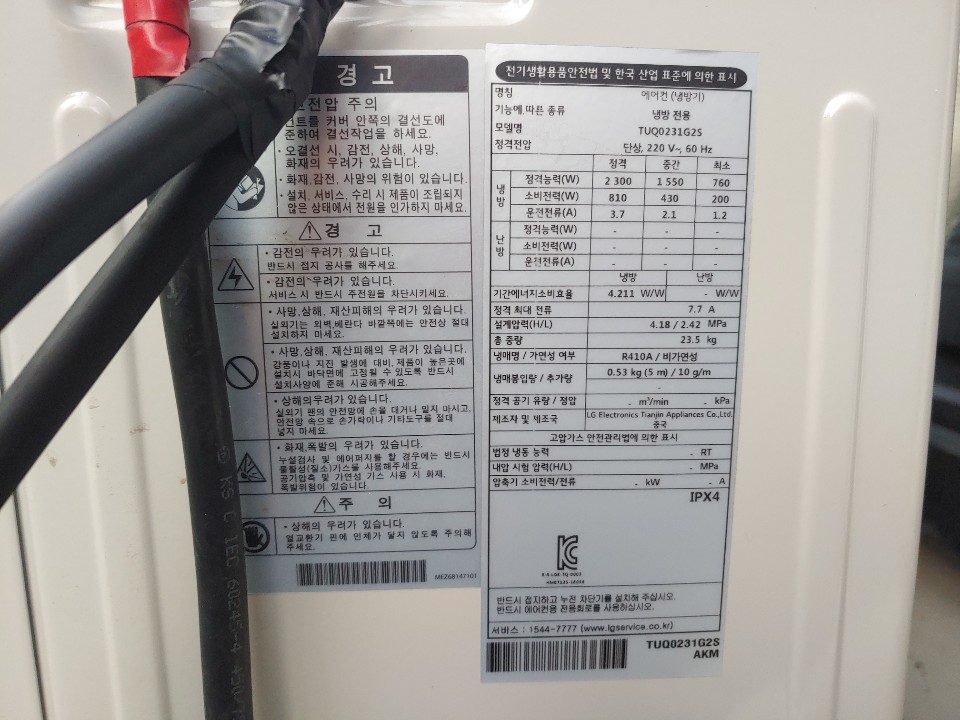 경 고
전압 주의
커버 안쪽의 결선도에
준하여 결선작업을 하세요.
· 오결선 시, 감전, 상해, 사망,
화재의 우려가 있습니다.
· 화재,감전, 사망의 위험이 있습니다.
· 설치, 서비스, 수리 시 제품이 조립되지
않은 상태에서 전원을 인가하지 마세요.
경 고
· 감전의 우려가 있습니다.
반드시 접지 공사를 해주세요.
· 감전의 우려가 있습니다.
서비스 시 반드시 주전원을 차단시키세요.
· 사망,상해, 재산피해의 우려가 있습니다.
실외기는 외벽,베란다 바깥쪽에는 안전상 절대
설치하지 마세요.
· 사망,상해, 재산피해의 우려가 있습니다.
강풍이나 지진 발생에 대비, 제품이 높은곳에
설치시 바닥면에 고정될 수 있도록 반드시
설치사양에 준해 시공해주세요.
· 상해의우려가 있습니다.
실외기 팬의 안전망에 손을 대거나 밀지 마시고,
안전망 속으로 손가락이나 기타도구를 절대
넣지 마세요.
· 화재,폭발의 우려가 있습니다.
누설검사 및 에어퍼지를 할 경우에는 반드시
불활성(질소)가스를 사용해주세요.
공기압축 및 가연성 가스 사용 시 화재,
폭발위험이 있습니다.
주 의
· 상해의 우려가 있습니다.
열교환기 핀에 인체가 닿지 않도록 주의해
주세요.
MEZ68147101
전기생활용품안전법 및 한국 산업 표준에 의한 표시
명칭 에어컨 (냉방기)
기능에 따른 종류 냉방 전용
모델명 TUQ0231G2S
정격전압 단상, 220 V~, 60 Hz
정격 중간 최소
냉방 정격능력(W) 2 300 1 550 760
소비전력(W) 810 430 200
운전전류(A) 3.7 2.1 1.2
난방 정격능력(W) - - -
소비전력(W) - - -
운전전류(A) - - -
냉방 난방
기간에너지소비효율 4.211 W/W - W/W
정격 최대 전류 7.7 A
설계압력(H/L) 4.18 / 2.42 MPa
총 중량 23.5 kg
냉매명 / 가연성 여부 R410A / 비가연성
냉매봉입량 / 추가량 0.53 kg (5 m) / 10 g/m
-
정격 공기 유량 / 정압 - m³/min - kPa
제조자 및 제조국 LG Electronics Tianjin Appliances Co.,Ltd.
중국
고압가스 안전관리법에 의한 표시
법정 냉동 능력 - RT
내압 시험 압력(H/L) - MPa
압축기 소비전력/전류 - kW - A
IPX4
반드시 접지하고 누전 차단기를 설치해 주십시오.
반드시 에어컨용 전용회로를 사용하십시오.
서비스 : 1544-7777 (www.lgservice.co.kr)
TUQ0231G2S
AKM
KS C IEC 60245-4 450/7